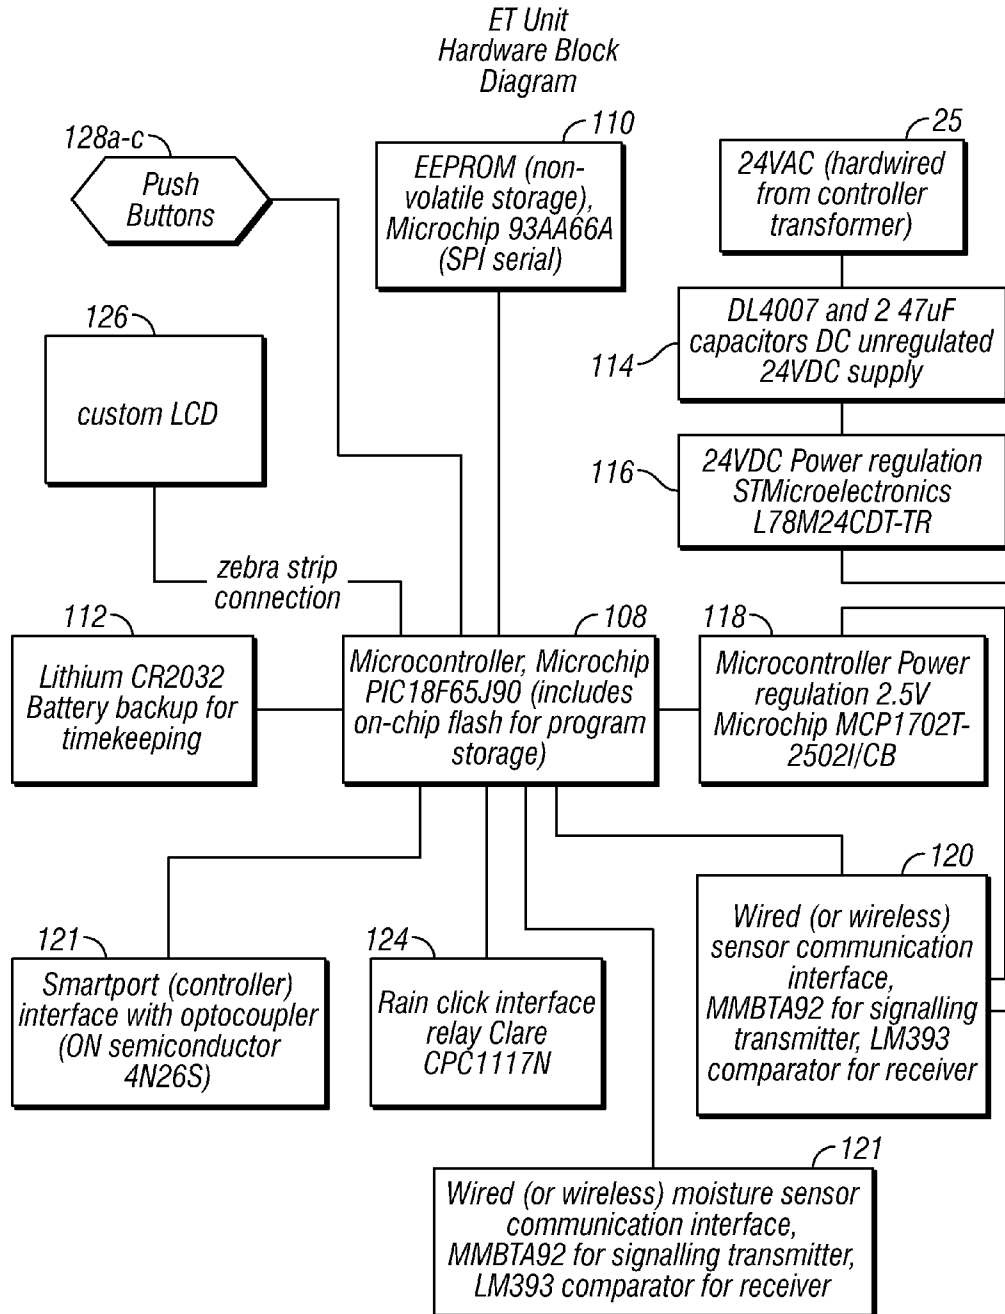 ET Unit
Hardware Block
Diagram
128a-c
Push
Buttons
110
EEPROM (non-
volatile storage),
Microchip 93AA66A
(SPI serial)
25
24VAC (hardwired
from controller
transformer)
126
custom LCD
114
DL4007 and 2 47uF
capacitors DC unregulated
24VDC supply
116
24VDC Power regulation
STMicroelectronics
L78M24CDT-TR
zebra strip
connection
112
Lithium CR2032
Battery backup for
timekeeping
108
Microcontroller, Microchip
PIC18F65J90 (includes
on-chip flash for program
storage)
118
Microcontroller Power
regulation 2.5V
Microchip MCP1702T-
2502I/CB
121
Smartport (controller)
interface with optocoupler
(ON semiconductor
4N26S)
124
Rain click interface
relay Clare
CPC1117N
120
Wired (or wireless)
sensor communication
interface,
MMBTA92 for signalling
transmitter, LM393
comparator for receiver
121
Wired (or wireless) moisture sensor
communication interface,
MMBTA92 for signalling transmitter,
LM393 comparator for receiver